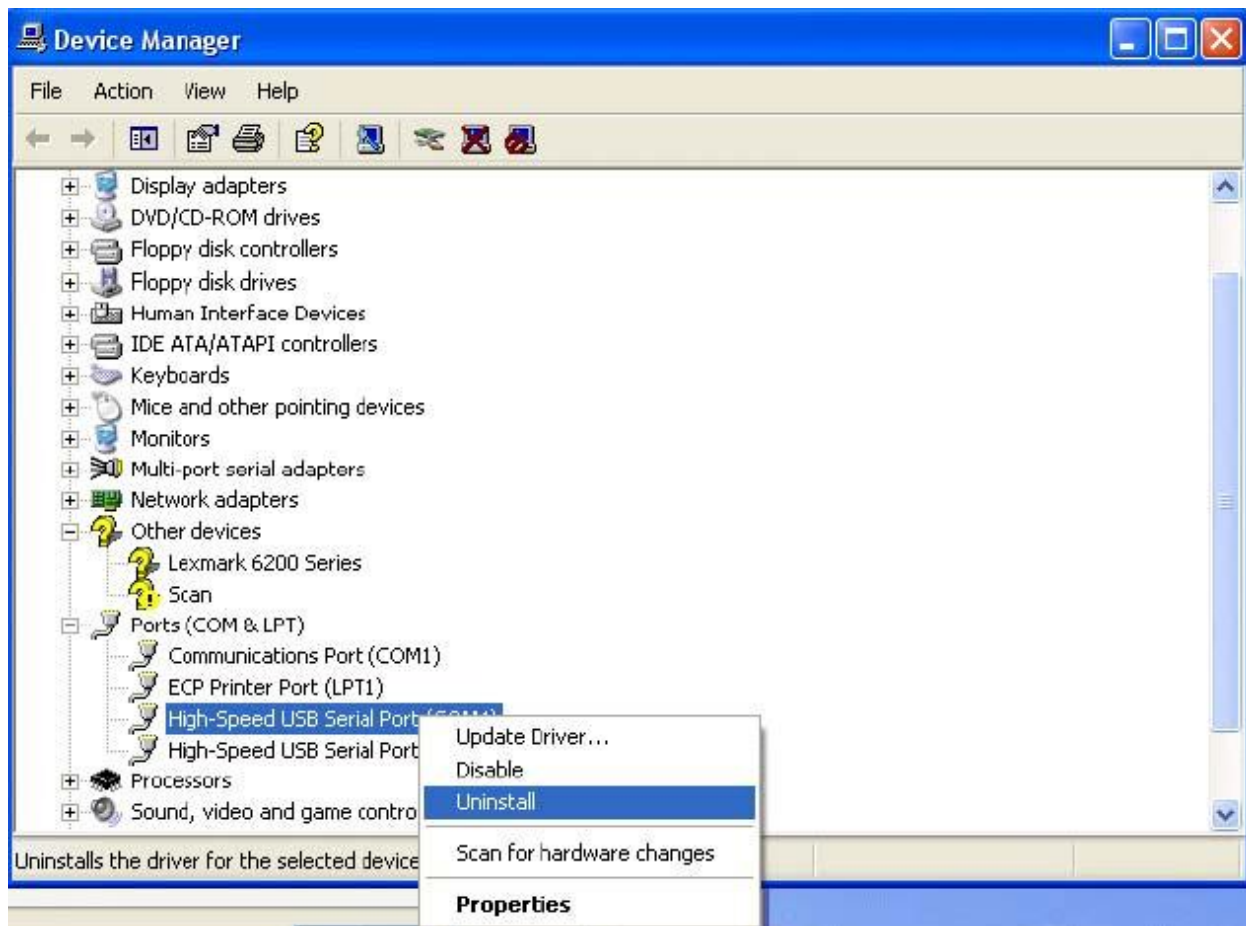 Device Manager
File Action View Help
Display adapters
DVD/CD-ROM drives
Floppy disk controllers
Floppy disk drives
Human Interface Devices
IDE ATA/ATAPI controllers
Keyboards
Mice and other pointing devices
Monitors
Multi-port serial adapters
Network adapters
Other devices
Lexmark 6200 Series
Scan
Ports (COM & LPT)
Communications Port (COM1)
ECP Printer Port (LPT1)
High-Speed USB Serial Port
High-Speed USB Serial Port
Processors
Sound, video and game contro
Uninstalls the driver for the selected device
Update Driver...
Disable
Uninstall
Scan for hardware changes
Properties